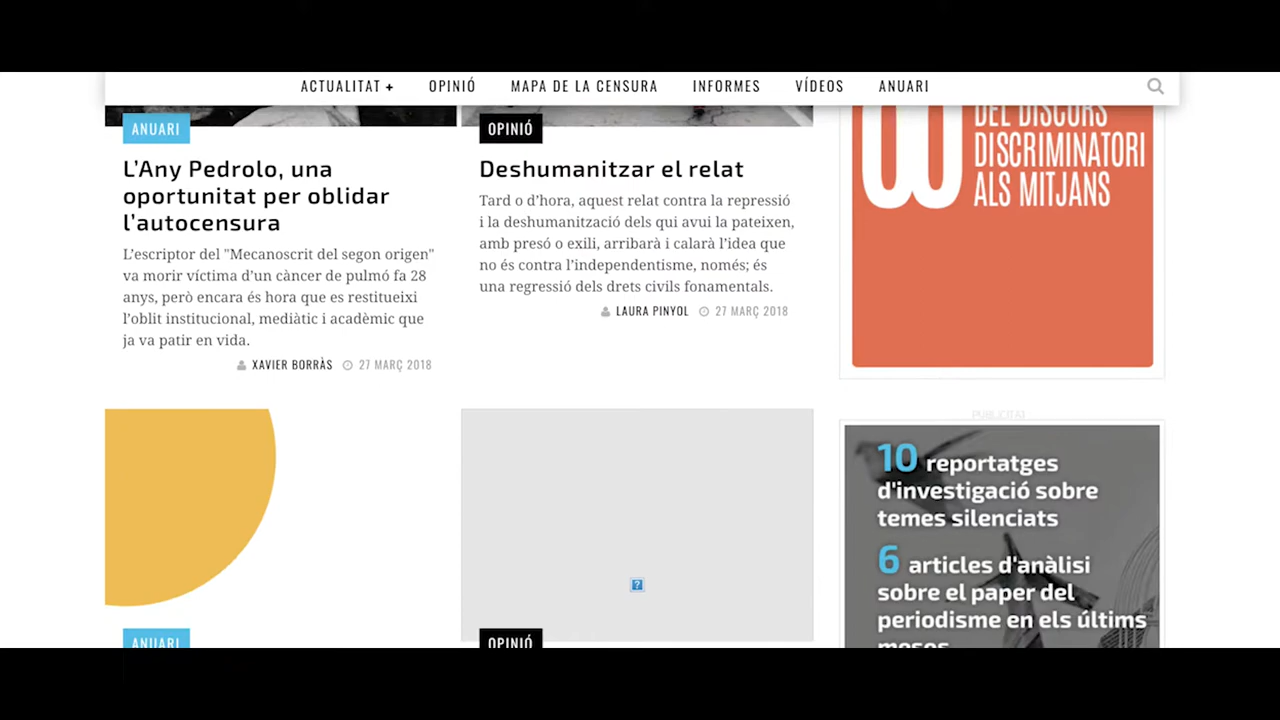 ACTUALITAT +
OPINIÓ
MAPA DE LA CENSURA
INFORMES
VÍDEOS
ANUARI
ANUARI
L'Any Pedrolo, una
oportunitat per oblidar
l'autocensura
L'escriptor del "Mecanoscrit del segon origen"
va morir víctima d'un càncer de pulmó fa 28
anys, però encara és hora que es restitueixi
l'oblit institucional, mediàtic i acadèmic que
ja va patir en vida.
XAVIER BORRÀS
27 MARÇ 2018
OPINIÓ
Deshumanitzar el relat
Tard o d'hora, aquest relat contra la repressió
i la deshumanització dels qui avui la pateixen,
amb presó o exili, arribarà i calarà l'idea que
no és contra l'independentisme, només; és
una regressió dels drets civils fonamentals.
LAURA PINYOL
27 MARÇ 2018
DEL DISCURS
DISCRIMINATORI
ALS MITJANS
ANUARI
OPINIÓ
PUBLICITAT
10 reportatges
d'investigació sobre
temes silenciats
6 articles d'anàlisi
sobre el paper del
periodisme en els últims
mesos